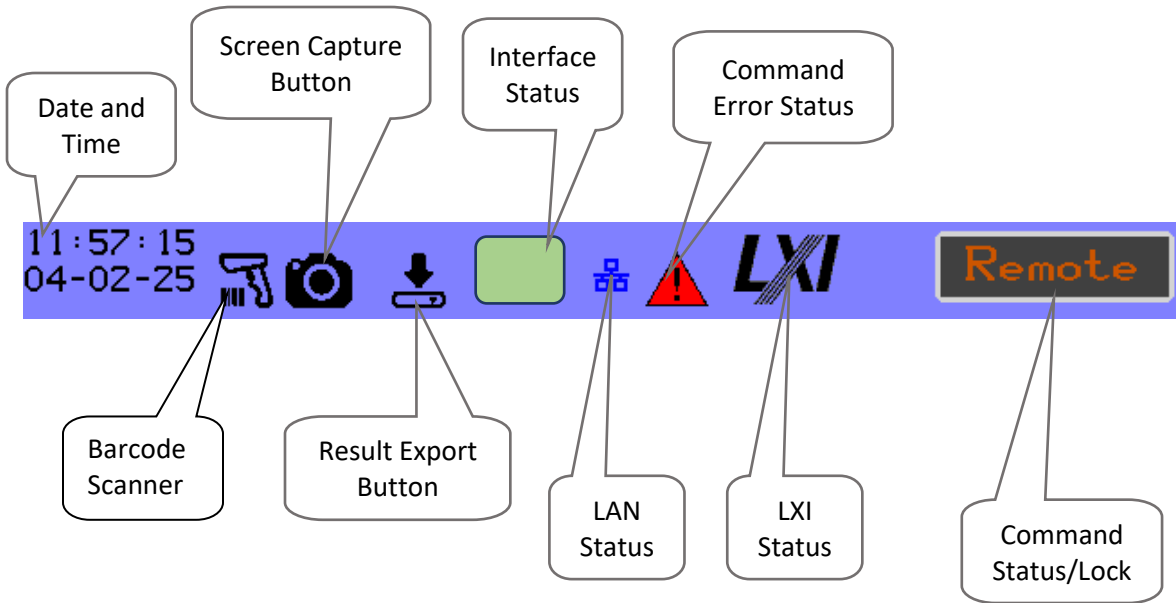 Screen Capture
Button
Interface
Status
Command
Error Status
Date and
Time
11:57:15
04-02-25
LXI
Remote
Barcode
Scanner
Result Export
Button
LAN
Status
LXI
Status
Command
Status/Lock